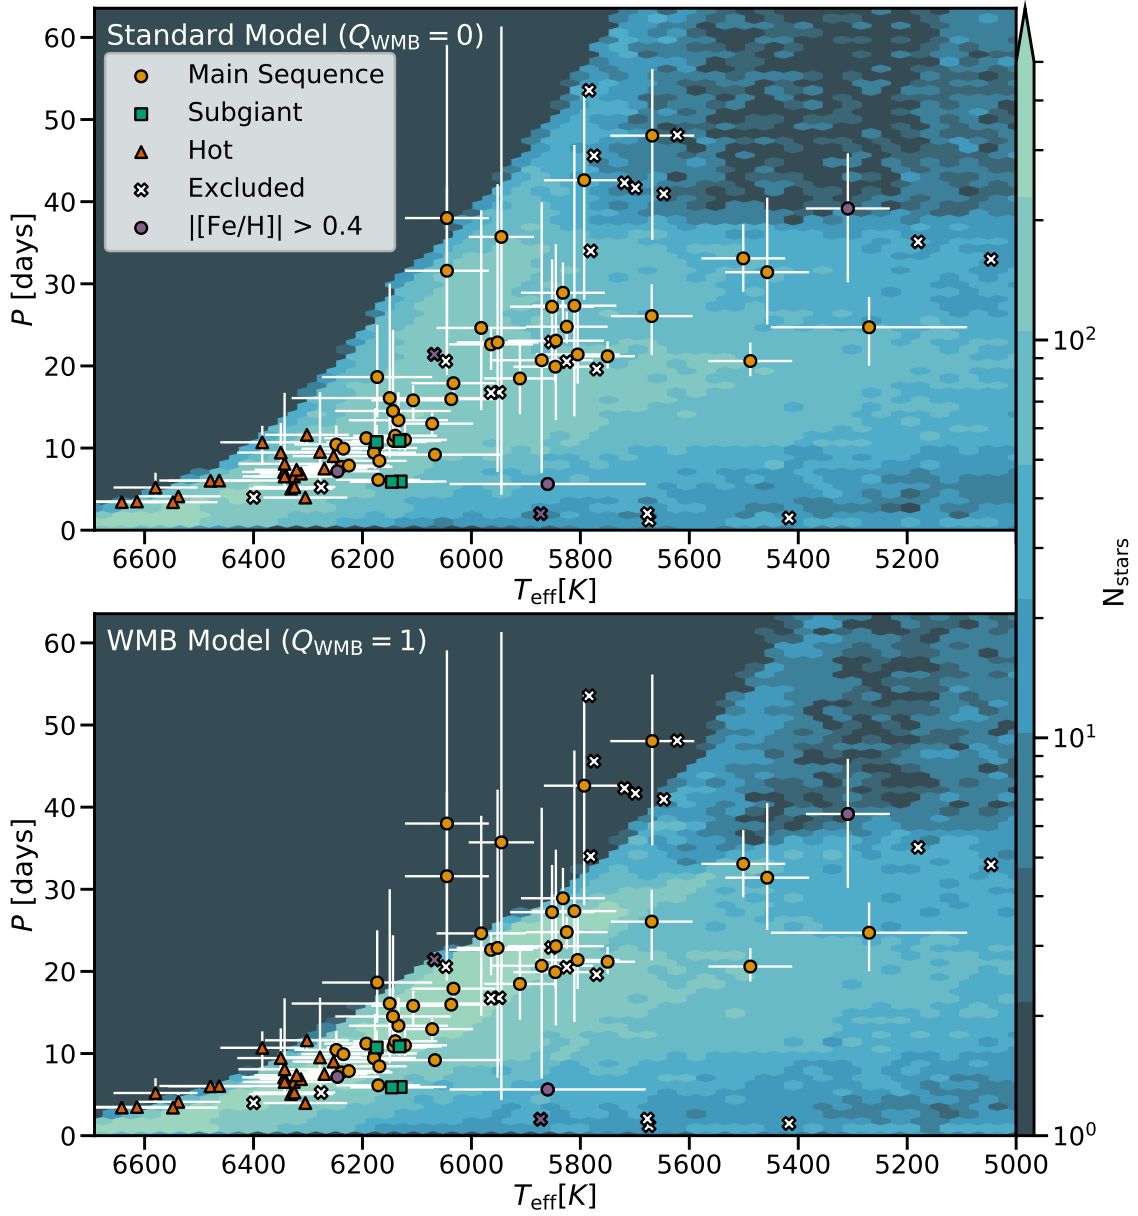 Standard Model (Q_WMB = 0)
Main Sequence
Subgiant
Hot
Excluded
|[Fe/H]| > 0.4
60
50
40
30
20
10
0
P [days]
6600 6400 6200 6000 5800 5600 5400 5200
T_eff[K]
WMB Model (Q_WMB = 1)
60
50
40
30
20
10
0
P [days]
6600 6400 6200 6000 5800 5600 5400 5200 5000
T_eff[K]
10^2
10^1
10^0
N_stars